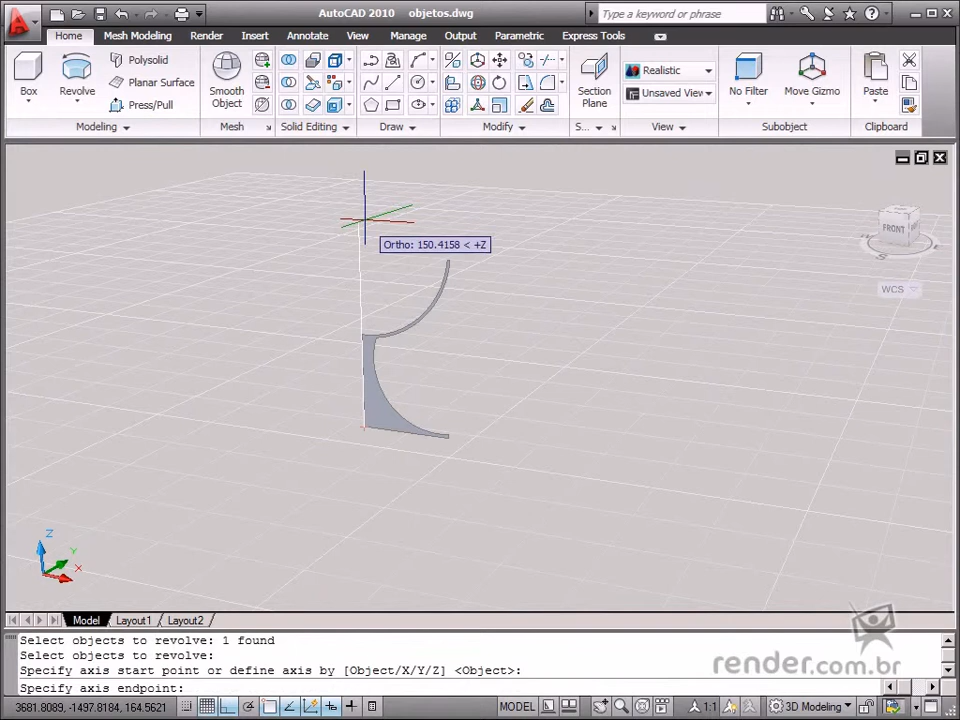 AutoCAD 2010 objetos.dwg
Type a keyword or phrase
Home Mesh Modeling Render Insert Annotate View Manage Output Parametric Express Tools
Box
Revolve
Polysolid
Planar Surface
Press/Pull
Smooth
Object
Section
Plane
Realistic
Unsaved View
No Filter
Move Gizmo
Paste
Modeling Mesh Solid Editing Draw Modify S... View Subobject Clipboard
Ortho: 150.4158 < +Z
FRONT
S
WCS
Z
Y
X
Model Layout1 Layout2
Select objects to revolve: 1 found
Select objects to revolve:
Specify axis start point or define axis by [Object/X/Y/Z] <Object>:
Specify axis endpoint:
render.com.br
3681.8089, -1497.8184, 164.5621 MODEL 1:1 3D Modeling